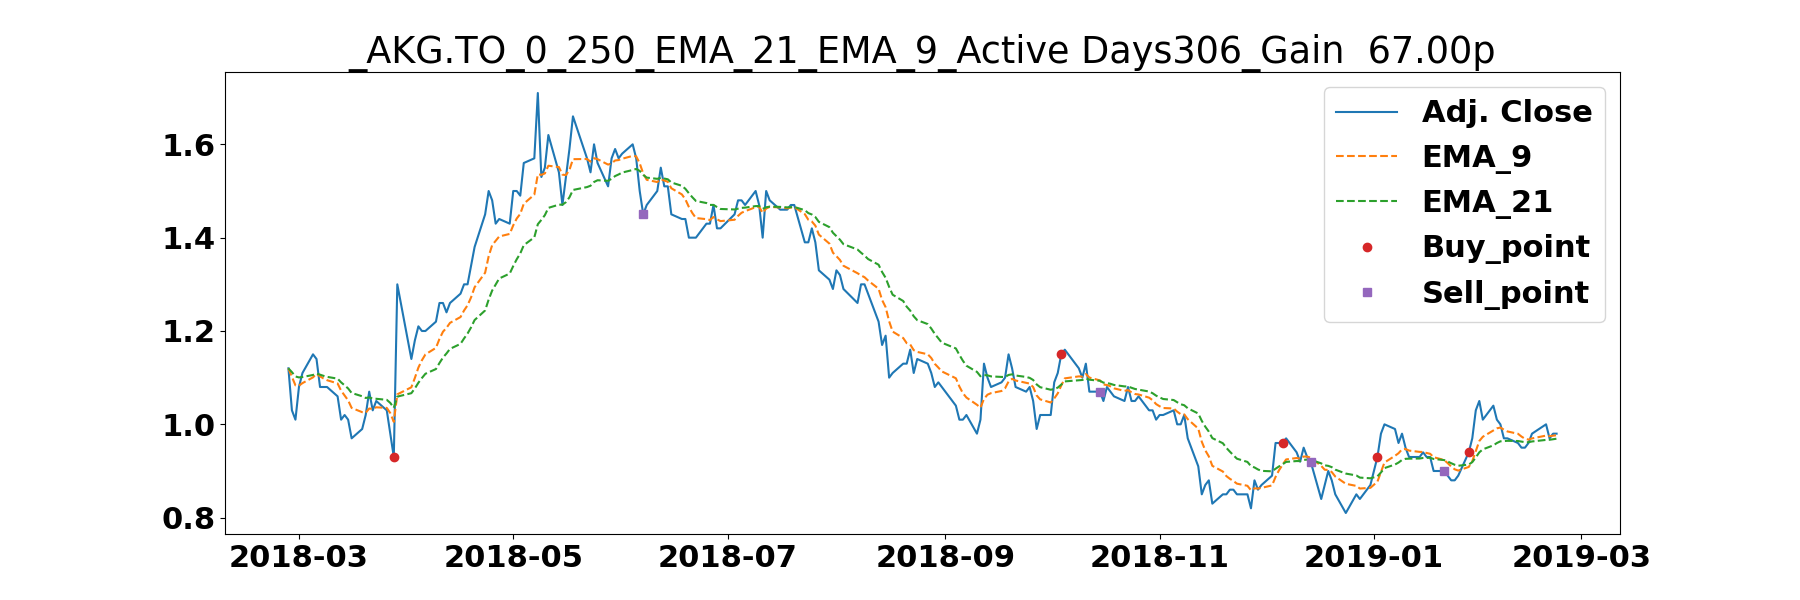 _AKG.TO_0_250_EMA_21_EMA_9_Active Days306_Gain  67.00p
Adj. Close
EMA_9
EMA_21
Buy_point
Sell_point
1.6
1.4
1.2
1.0
0.8
2018-03 2018-05 2018-07 2018-09 2018-11 2019-01 2019-03